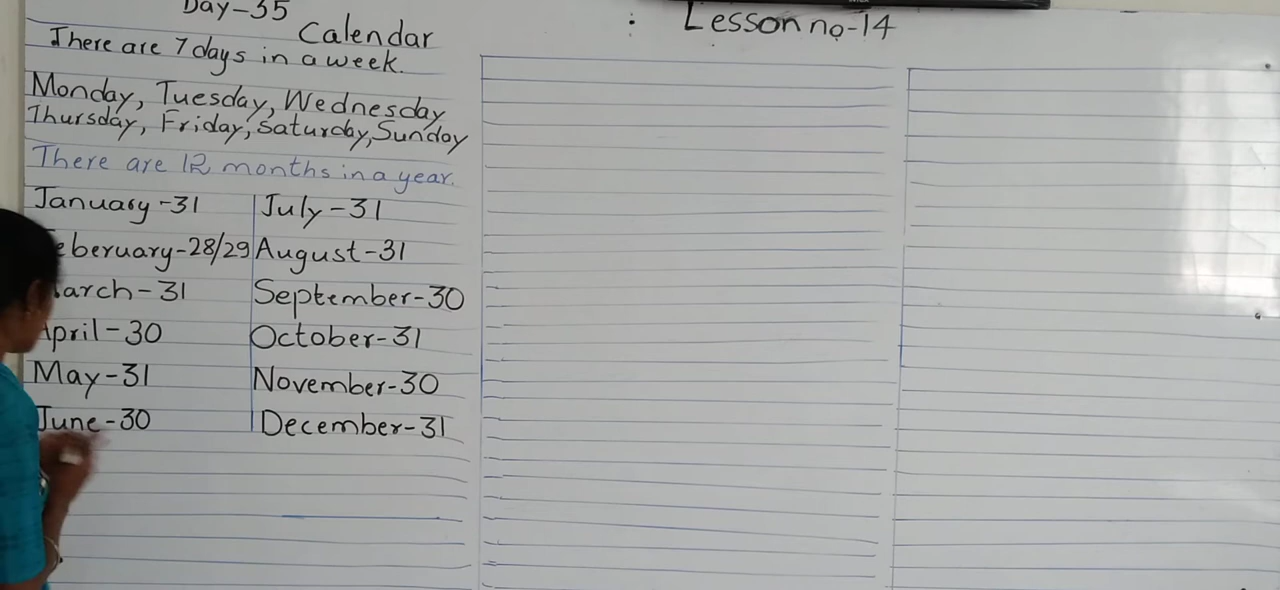 Day-35
Lesson no-14
Calendar
There are 7 days in a week.
Monday, Tuesday, Wednesday
Thursday, Friday, Saturday, Sunday
There are 12 months in a year.
January-31
Feberuary-28/29
March-31
April-30
May-31
June-30
July-31
August-31
September-30
October-31
November-30
December-31